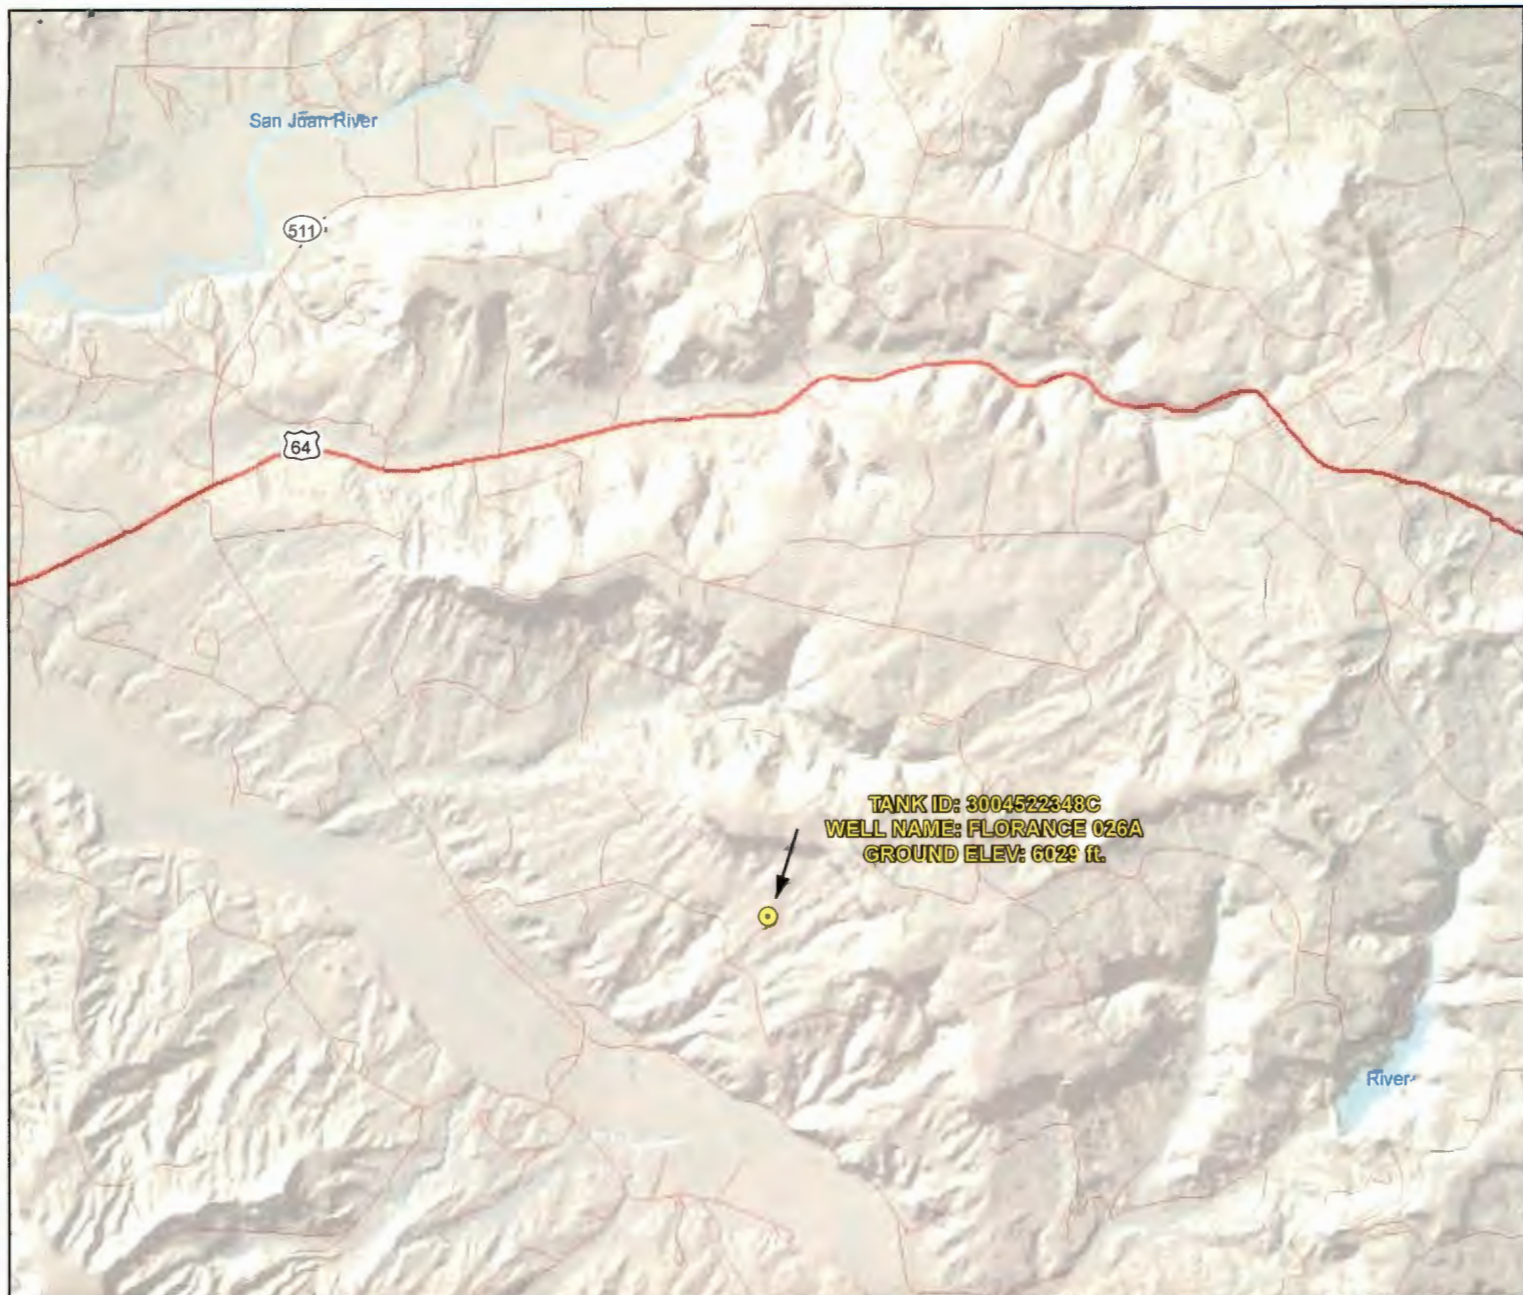 San Juan River
511
64
TANK ID: 3004522348C
WELL NAME: FLORANCE 026A
GROUND ELEV: 6029 ft.
River